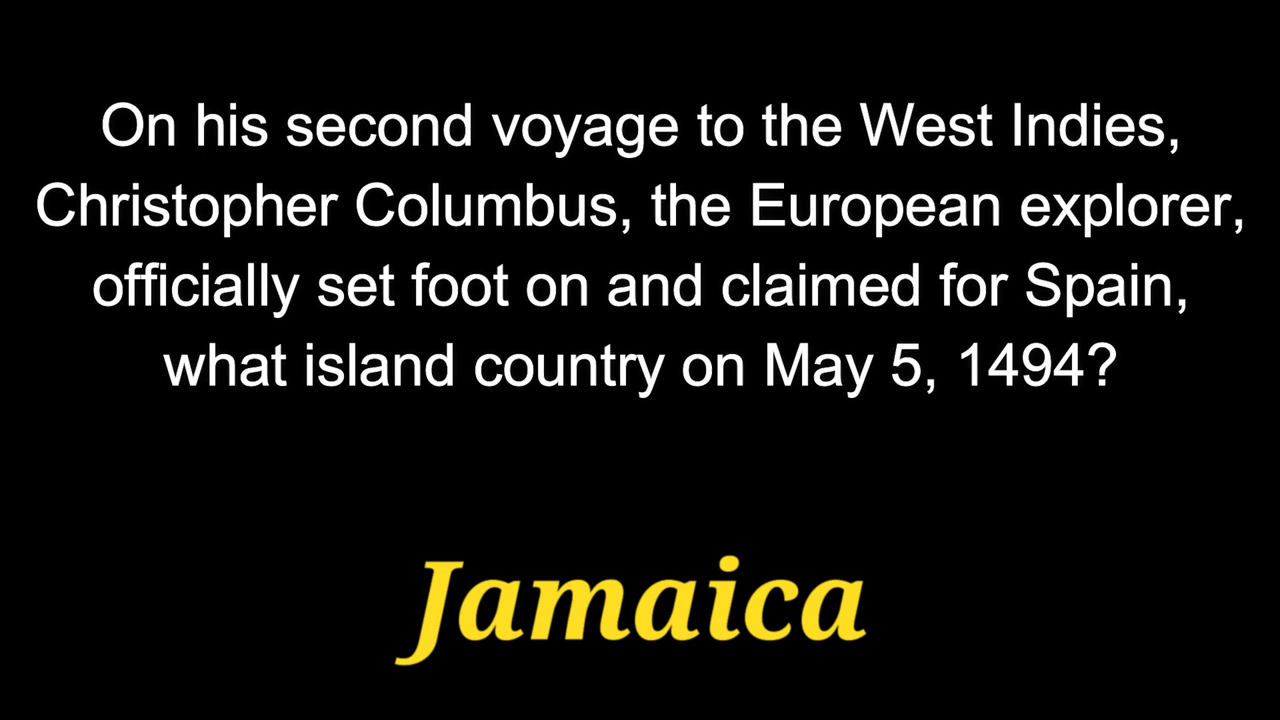 On his second voyage to the West Indies,
Christopher Columbus, the European explorer,
officially set foot on and claimed for Spain,
what island country on May 5, 1494?
Jamaica